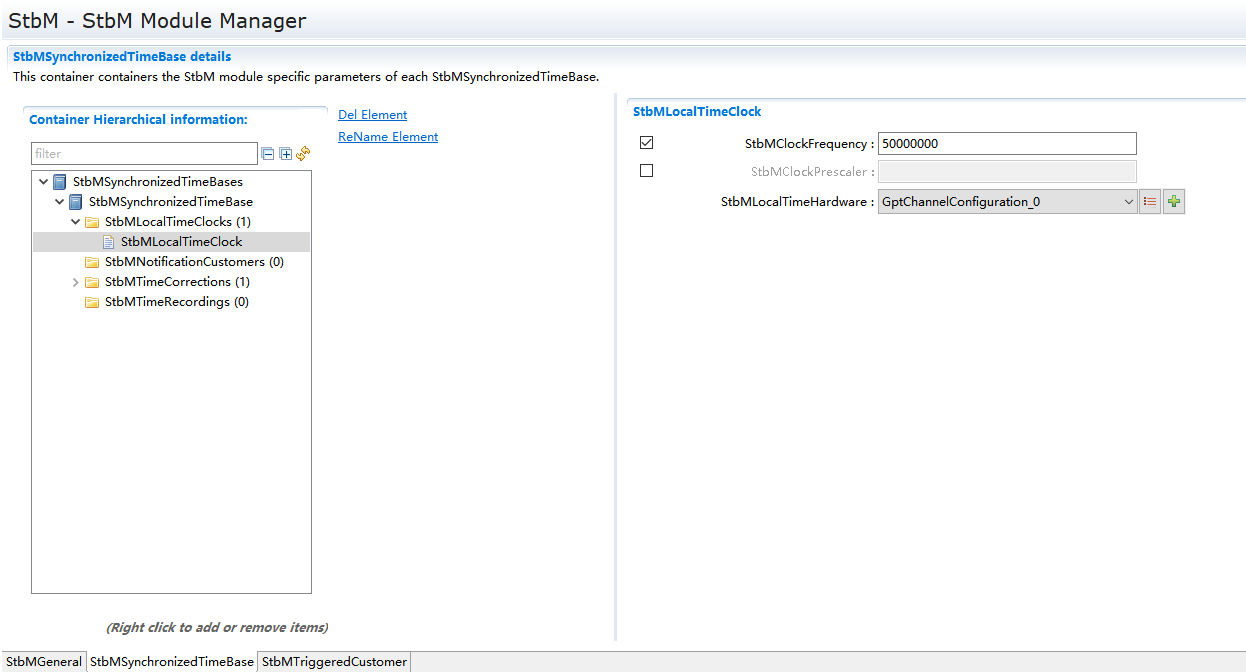 StbM - StbM Module Manager
StbMSynchronizedTimeBase details
This container containers the StbM module specific parameters of each StbMSynchronizedTimeBase.
Container Hierarchical information:
filter
StbMSynchronizedTimeBases
StbMSynchronizedTimeBase
StbMLocalTimeClocks (1)
StbMLocalTimeClock
StbMNotificationCustomers (0)
StbMTimeCorrections (1)
StbMTimeRecordings (0)
(Right click to add or remove items)
Del Element
ReName Element
StbMLocalTimeClock
StbMClockFrequency : 50000000
StbMClockPrescaler :
StbMLocalTimeHardware : GptChannelConfiguration_0
StbMGeneral StbMSynchronizedTimeBase StbMTriggeredCustomer